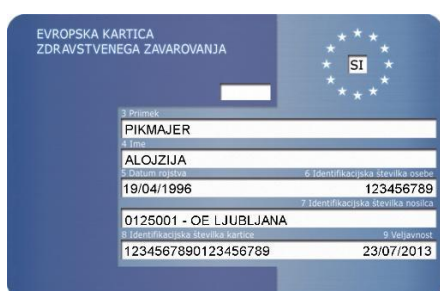 EVROPSKA KARTICA
ZDRAVSTVENEGA ZAVAROVANJA
SI
3 Priimek
PIKMAJER
4 Ime
ALOJZIJA
5 Datum rojstva 6 Identifikacijska številka osebe
19/04/1996 123456789
7 Identifikacijska številka nosilca
0125001 - OE LJUBLJANA
8 Identifikacijska številka kartice 9 Veljavnost
1234567890123456789 23/07/2013